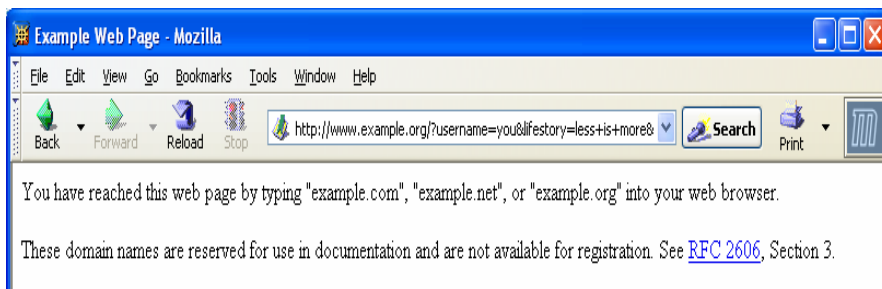 Example Web Page - Mozilla
File Edit View Go Bookmarks Tools Window Help
Back Forward Reload Stop http://www.example.org/?username=you&lifestory=less+is+more& Search Print
You have reached this web page by typing "example.com", "example.net", or "example.org" into your web browser.
These domain names are reserved for use in documentation and are not available for registration. See RFC 2606, Section 3.